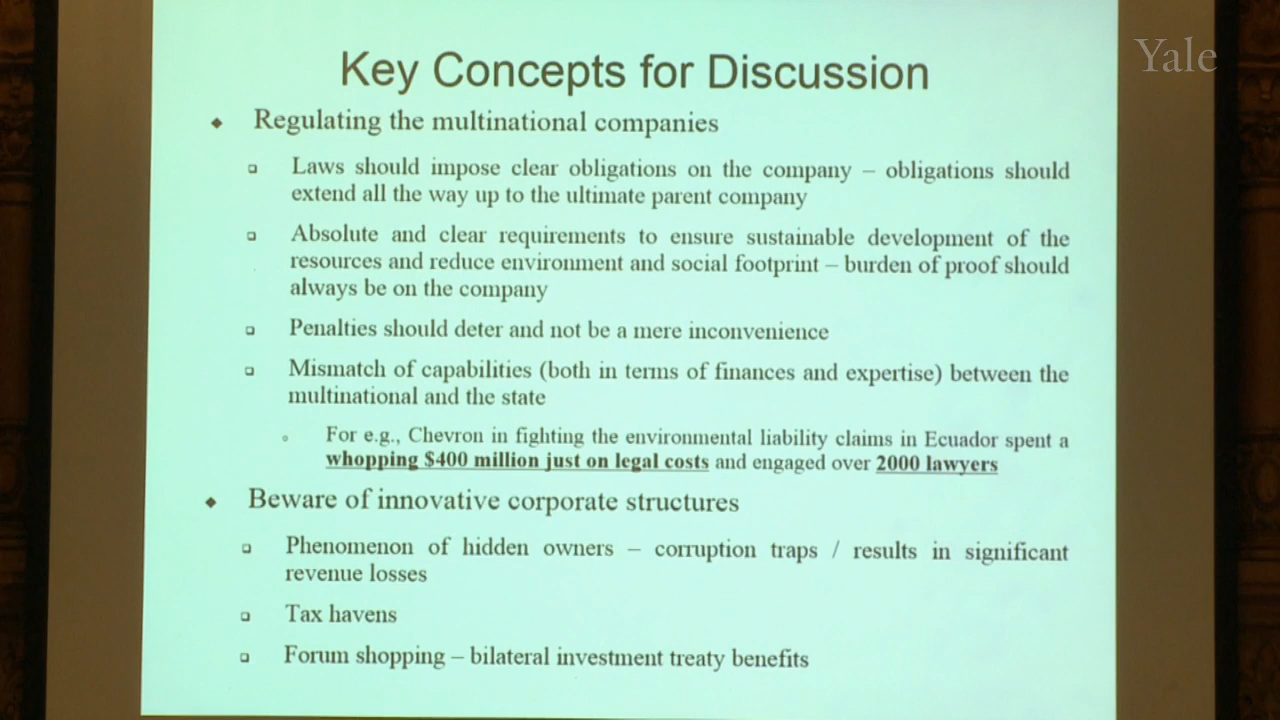 Yale
Key Concepts for Discussion
Regulating the multinational companies
Laws should impose clear obligations on the company – obligations should
extend all the way up to the ultimate parent company
Absolute and clear requirements to ensure sustainable development of the
resources and reduce environment and social footprint – burden of proof should
always be on the company
Penalties should deter and not be a mere inconvenience
Mismatch of capabilities (both in terms of finances and expertise) between the
multinational and the state
For e.g., Chevron in fighting the environmental liability claims in Ecuador spent a
whopping $400 million just on legal costs and engaged over 2000 lawyers
Beware of innovative corporate structures
Phenomenon of hidden owners – corruption traps / results in significant
revenue losses
Tax havens
Forum shopping – bilateral investment treaty benefits